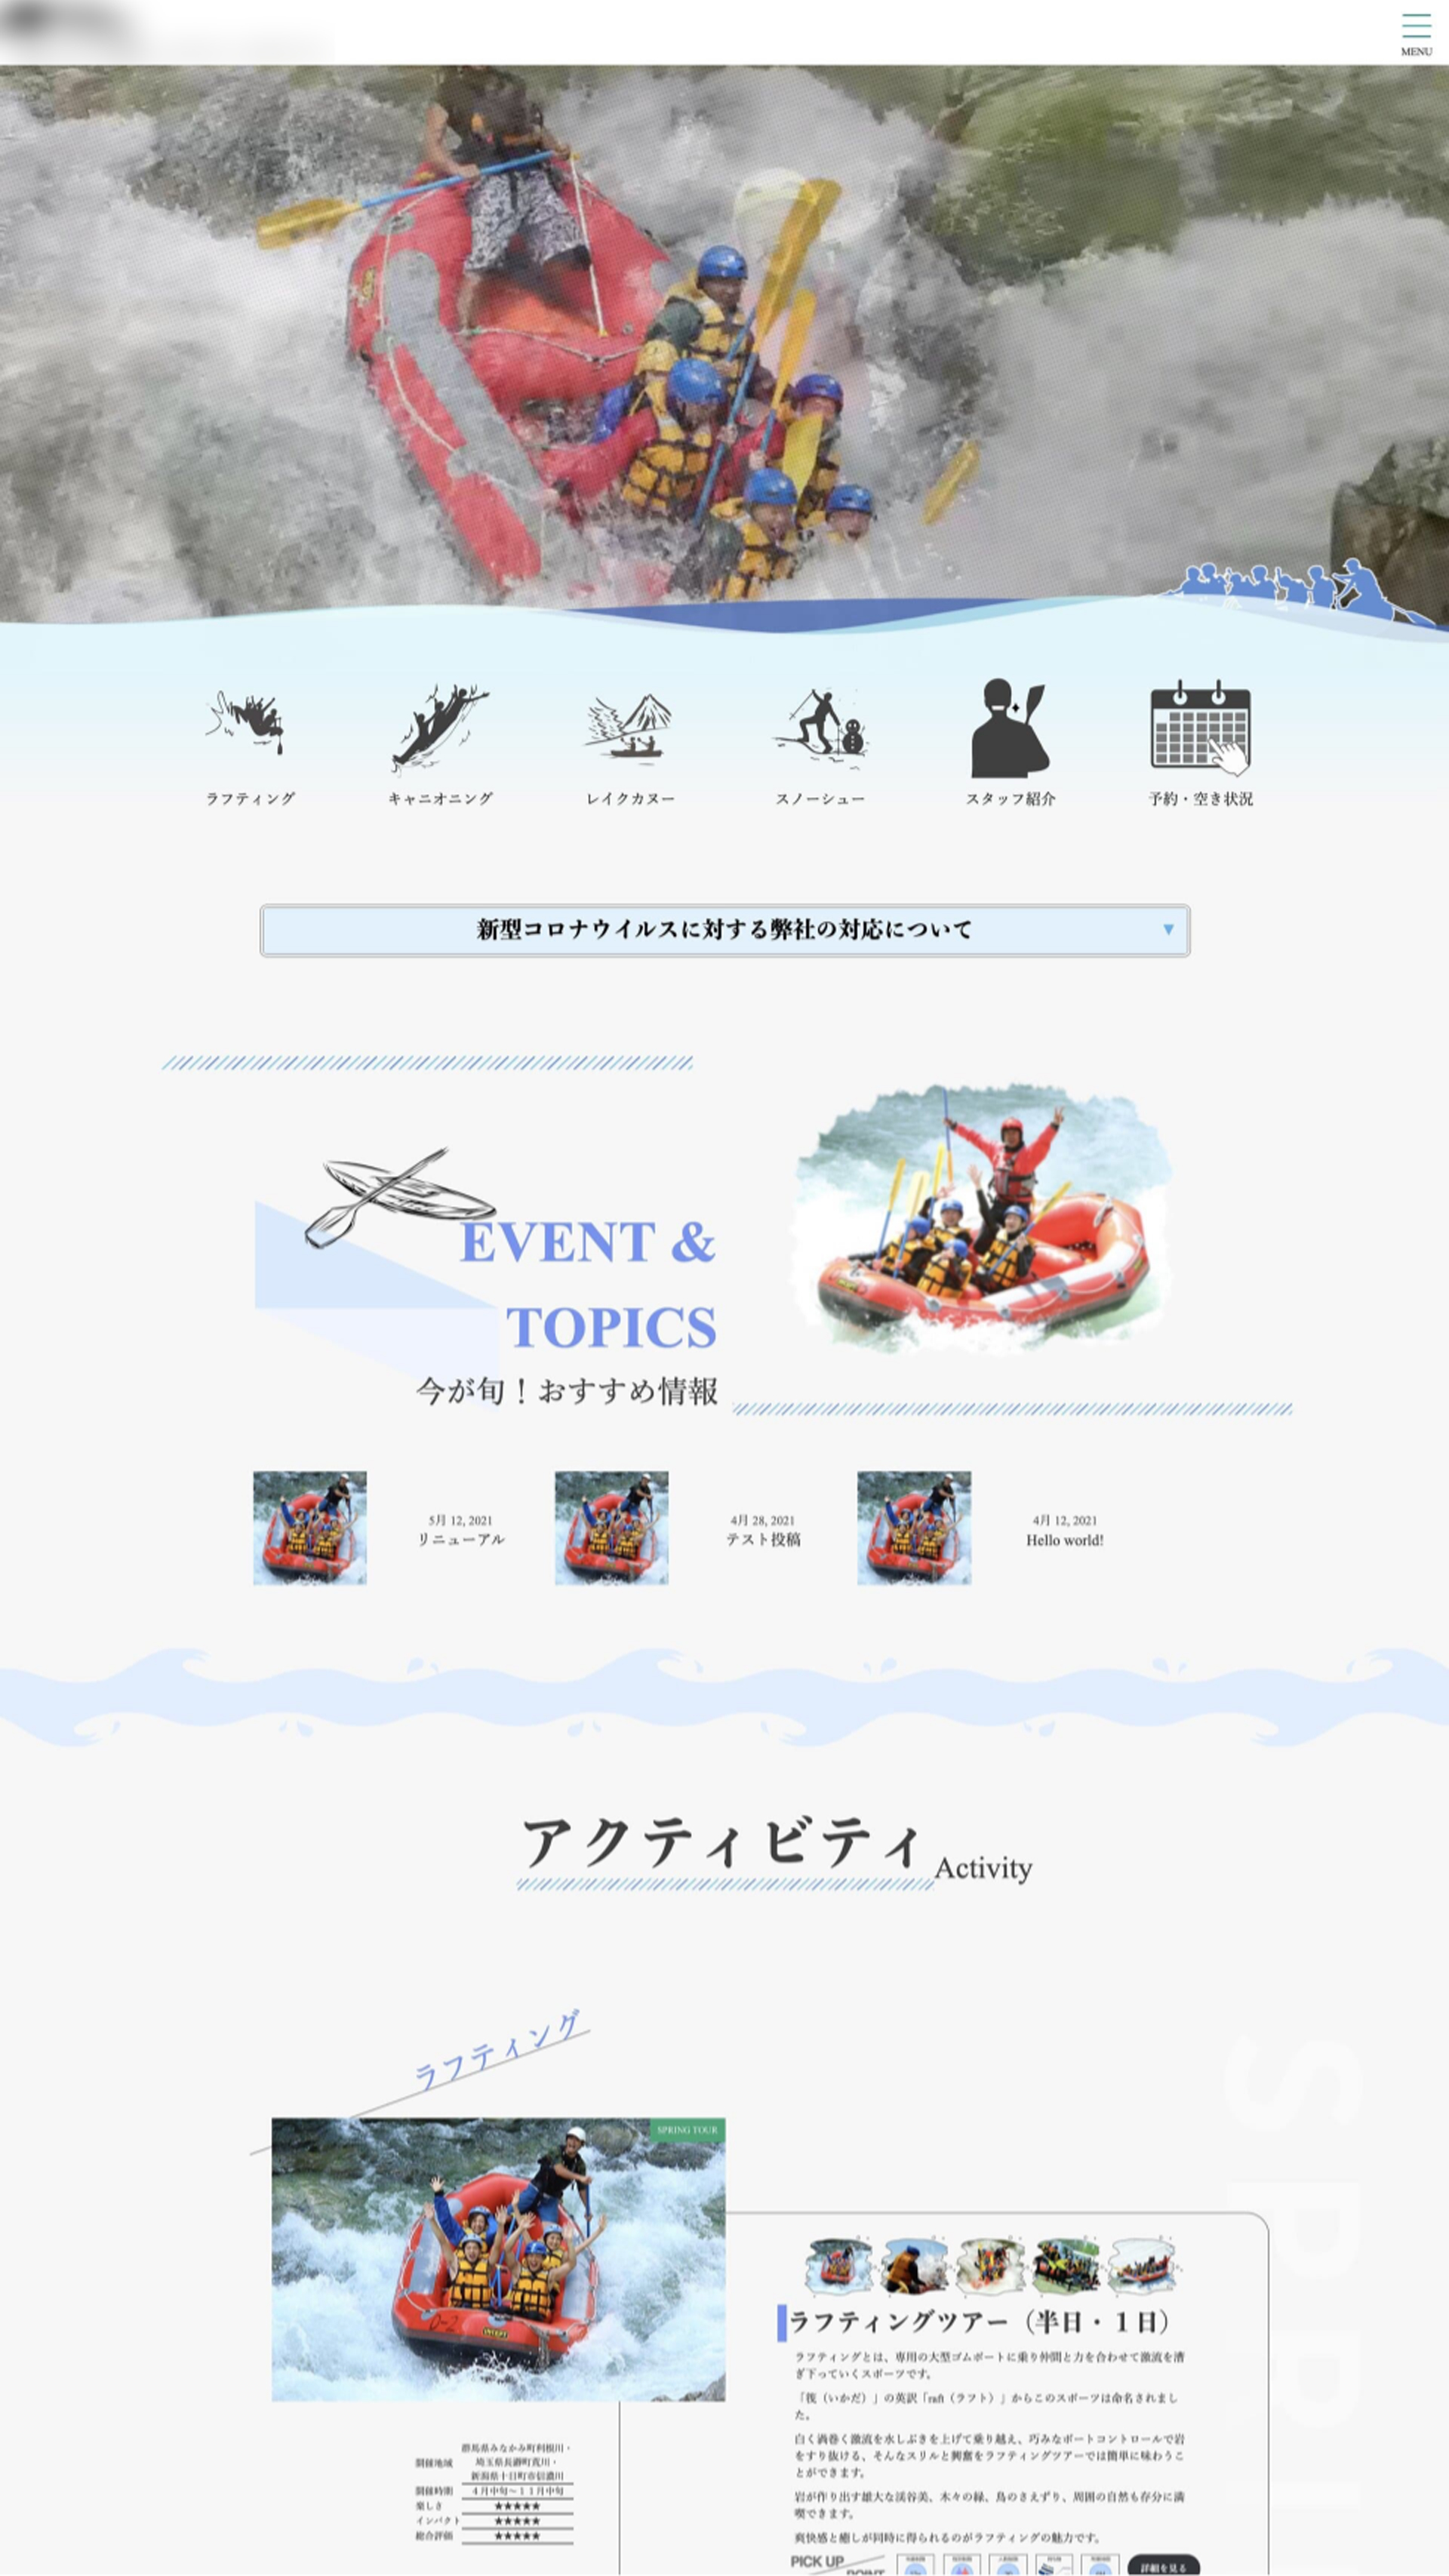 MENU
ラフティング
キャニオニング
レイクカヌー
スノーシュー
スタッフ紹介
予約・空き状況
新型コロナウイルスに対する弊社の対応について
▼
EVENT &
TOPICS
今が旬！おすすめ情報
5月 12, 2021
リニューアル
4月 28, 2021
テスト投稿
4月 12, 2021
Hello world!
アクティビティ Activity
ラフティング
SPRING TOUR
ラフティングツアー（半日・１日）
ラフティングとは、専用の大型ゴムボートに乗り仲間と力を合わせて激流を漕
ぎ下っていくスポーツです。
「筏（いかだ）」の英訳「raft（ラフト）」からこのスポーツは命名されまし
た。
白く渦巻く激流を水しぶきを上げて乗り越え、巧みなボートコントロールで岩
をすり抜ける、そんなスリルと興奮をラフティングツアーでは簡単に味わうこ
とができます。
岩が作り出す雄大な渓谷美、木々の緑、鳥のさえずり、周囲の自然も存分に満
喫できます。
爽快感と癒しが同時に得られるのがラフティングの魅力です。
PICK UP
POINT
詳細を見る
開催地域
群馬県みなかみ町利根川・
埼玉県長瀞町荒川・
新潟県十日町市信濃川
開催時期 ４月中旬～１１月中旬
楽しさ ★★★★★
インパクト ★★★★★
総合評価 ★★★★★
SPRI